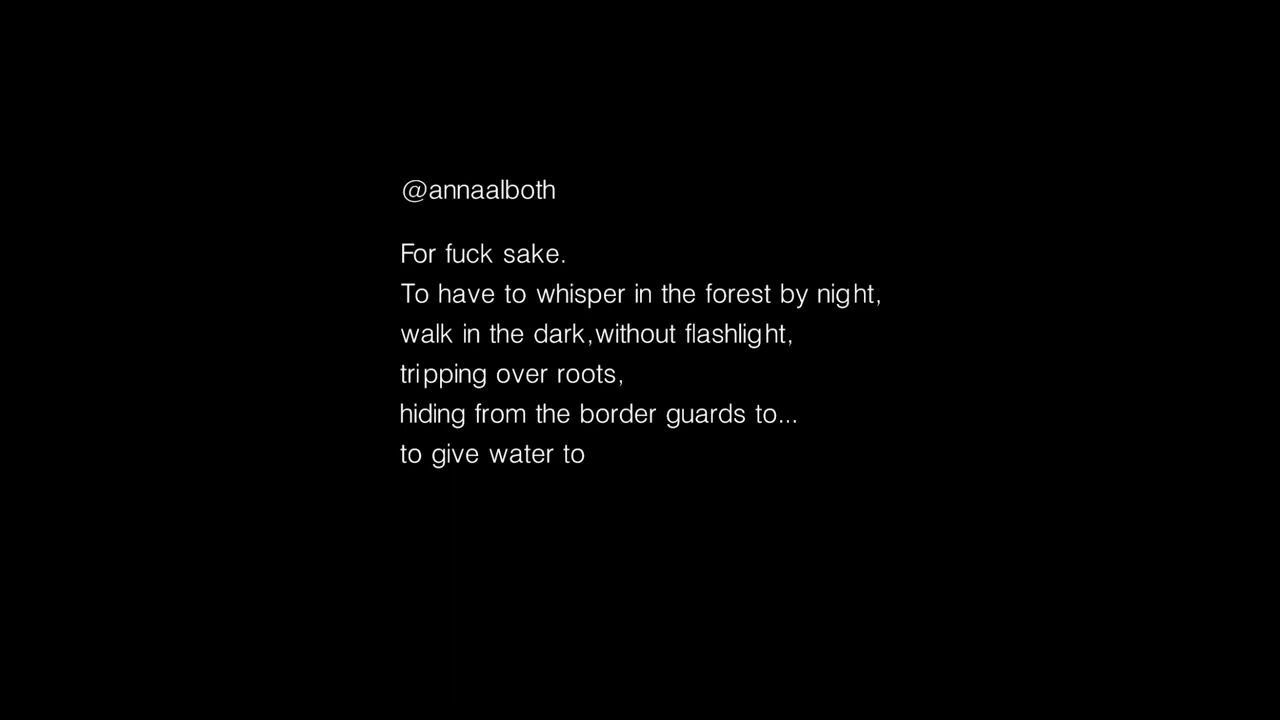 @annaalboth
For fuck sake.
To have to whisper in the forest by night,
walk in the dark,without flashlight,
tripping over roots,
hiding from the border guards to...
to give water to